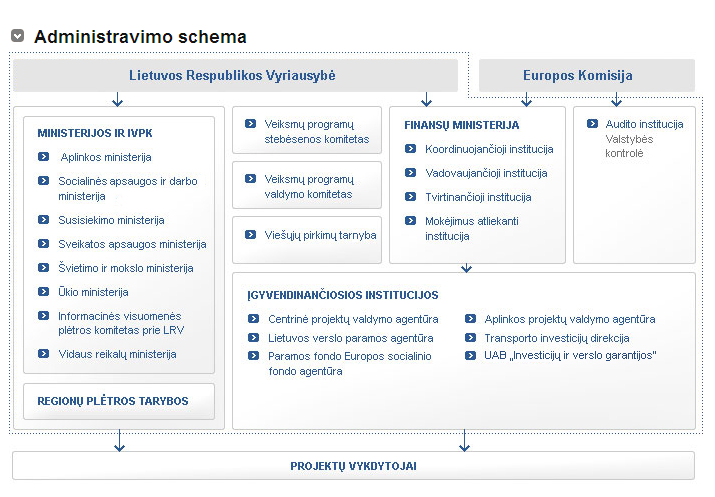 Administravimo schema
Lietuvos Respublikos Vyriausybė
Europos Komisija
MINISTERIJOS IR IVPK
Aplinkos ministerija
Socialinės apsaugos ir darbo
ministerija
Susisiekimo ministerija
Sveikatos apsaugos ministerija
Švietimo ir mokslo ministerija
Ūkio ministerija
Informacinės visuomenės
plėtros komitetas prie LRV
Vidaus reikalų ministerija
REGIONŲ PLĖTROS TARYBOS
Veiksmų programų
stebėsenos komitetas
Veiksmų programų
valdymo komitetas
Viešųjų pirkimų tarnyba
FINANSŲ MINISTERIJA
Koordinuojančioji institucija
Vadovaujančioji institucija
Tvirtinančioji institucija
Mokėjimus atliekanti
institucija
Audito institucija
Valstybės
kontrolė
ĮGYVENDINANČIOSIOS INSTITUCIJOS
Centrinė projektų valdymo agentūra
Lietuvos verslo paramos agentūra
Paramos fondo Europos socialinio
fondo agentūra
Aplinkos projektų valdymo agentūra
Transporto investicijų direkcija
UAB „Investicijų ir verslo garantijos"
PROJEKTŲ VYKDYTOJAI